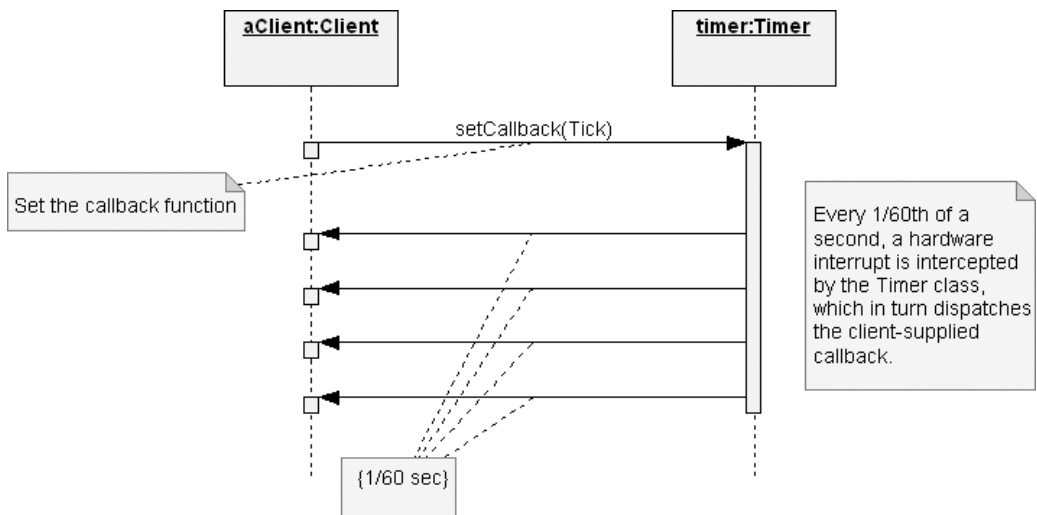 aClient:Client
timer:Timer
setCallback(Tick)
Set the callback function
Every 1/60th of a
second, a hardware
interrupt is intercepted
by the Timer class,
which in turn dispatches
the client-supplied
callback.
{1/60 sec}